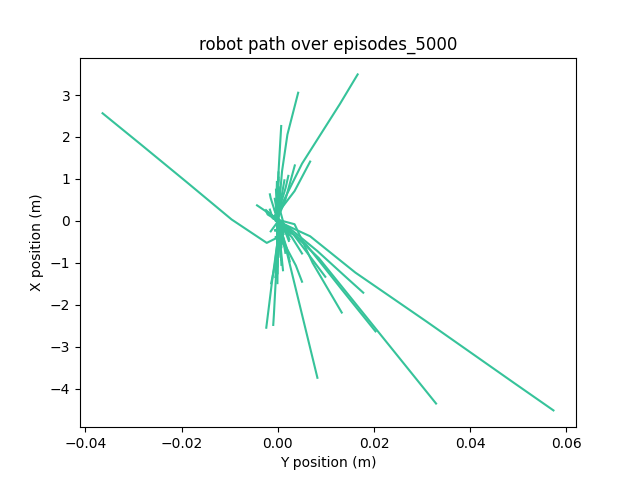 robot path over episodes_5000
3
2
1
0
−1
−2
−3
−4
X position (m)
−0.04 −0.02 0.00 0.02 0.04 0.06
Y position (m)